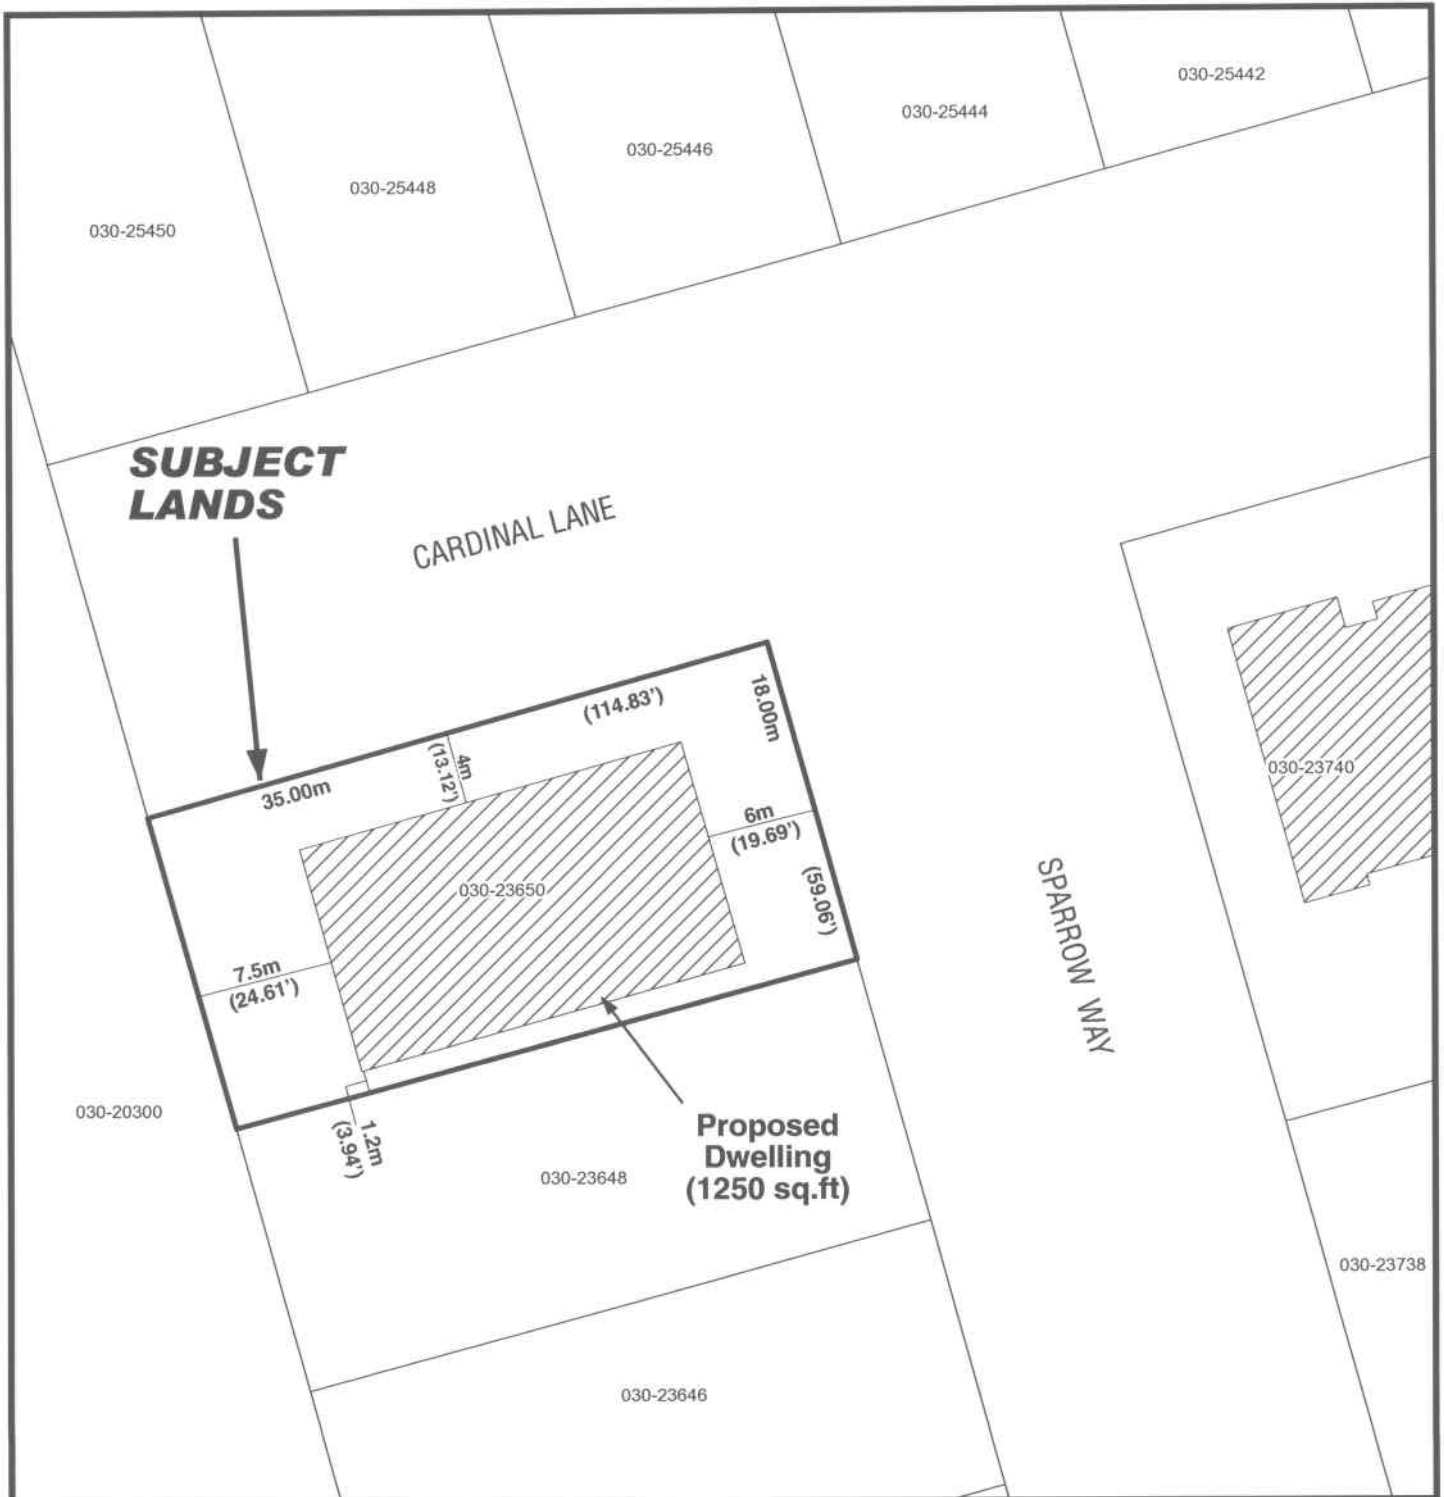 030-25442
030-25444
030-25446
030-25448
030-25450
SUBJECT
LANDS
CARDINAL LANE
(114.83')
18.00m
35.00m
4m
(13.12')
030-23740
6m
(19.69')
030-23650
(59.06')
SPARROW WAY
7.5m
(24.61')
030-20300
1.2m
(3.94')
Proposed
Dwelling
(1250 sq.ft)
030-23648
030-23738
030-23646